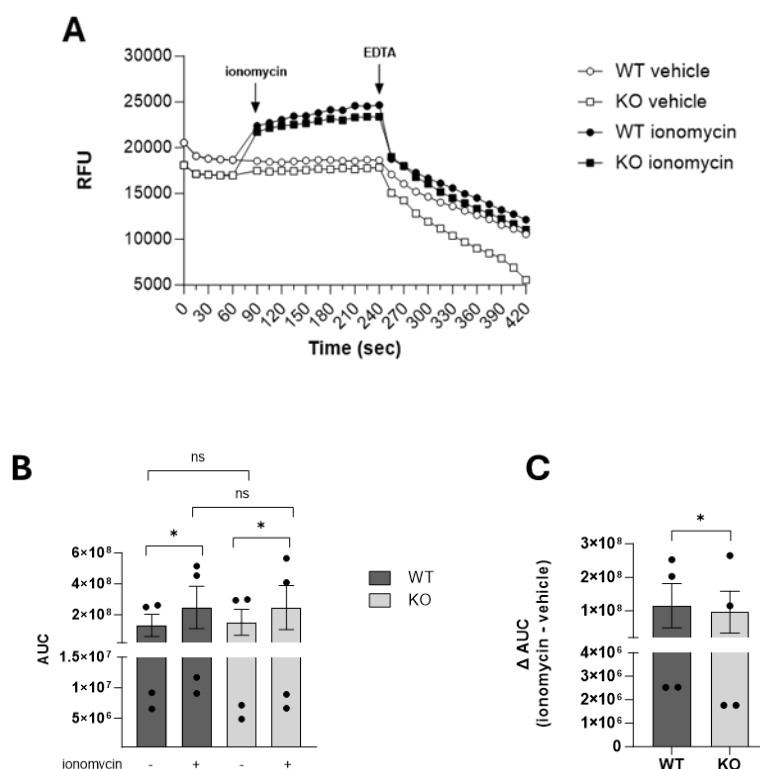 A
30000
25000
20000
15000
10000
5000
RFU
ionomycin
EDTA
0 30 60 90 120 150 180 210 240 270 300 330 360 390 420
Time (sec)
WT vehicle
KO vehicle
WT ionomycin
KO ionomycin
B
ns
ns
* *
6×10⁸
4×10⁸
2×10⁸
1.5×10⁷
1×10⁷
5×10⁶
AUC
ionomycin - + - +
WT
KO
C
*
3×10⁸
2×10⁸
1×10⁸
4×10⁶
3×10⁶
2×10⁶
1×10⁶
0
Δ AUC
(ionomycin - vehicle)
WT KO